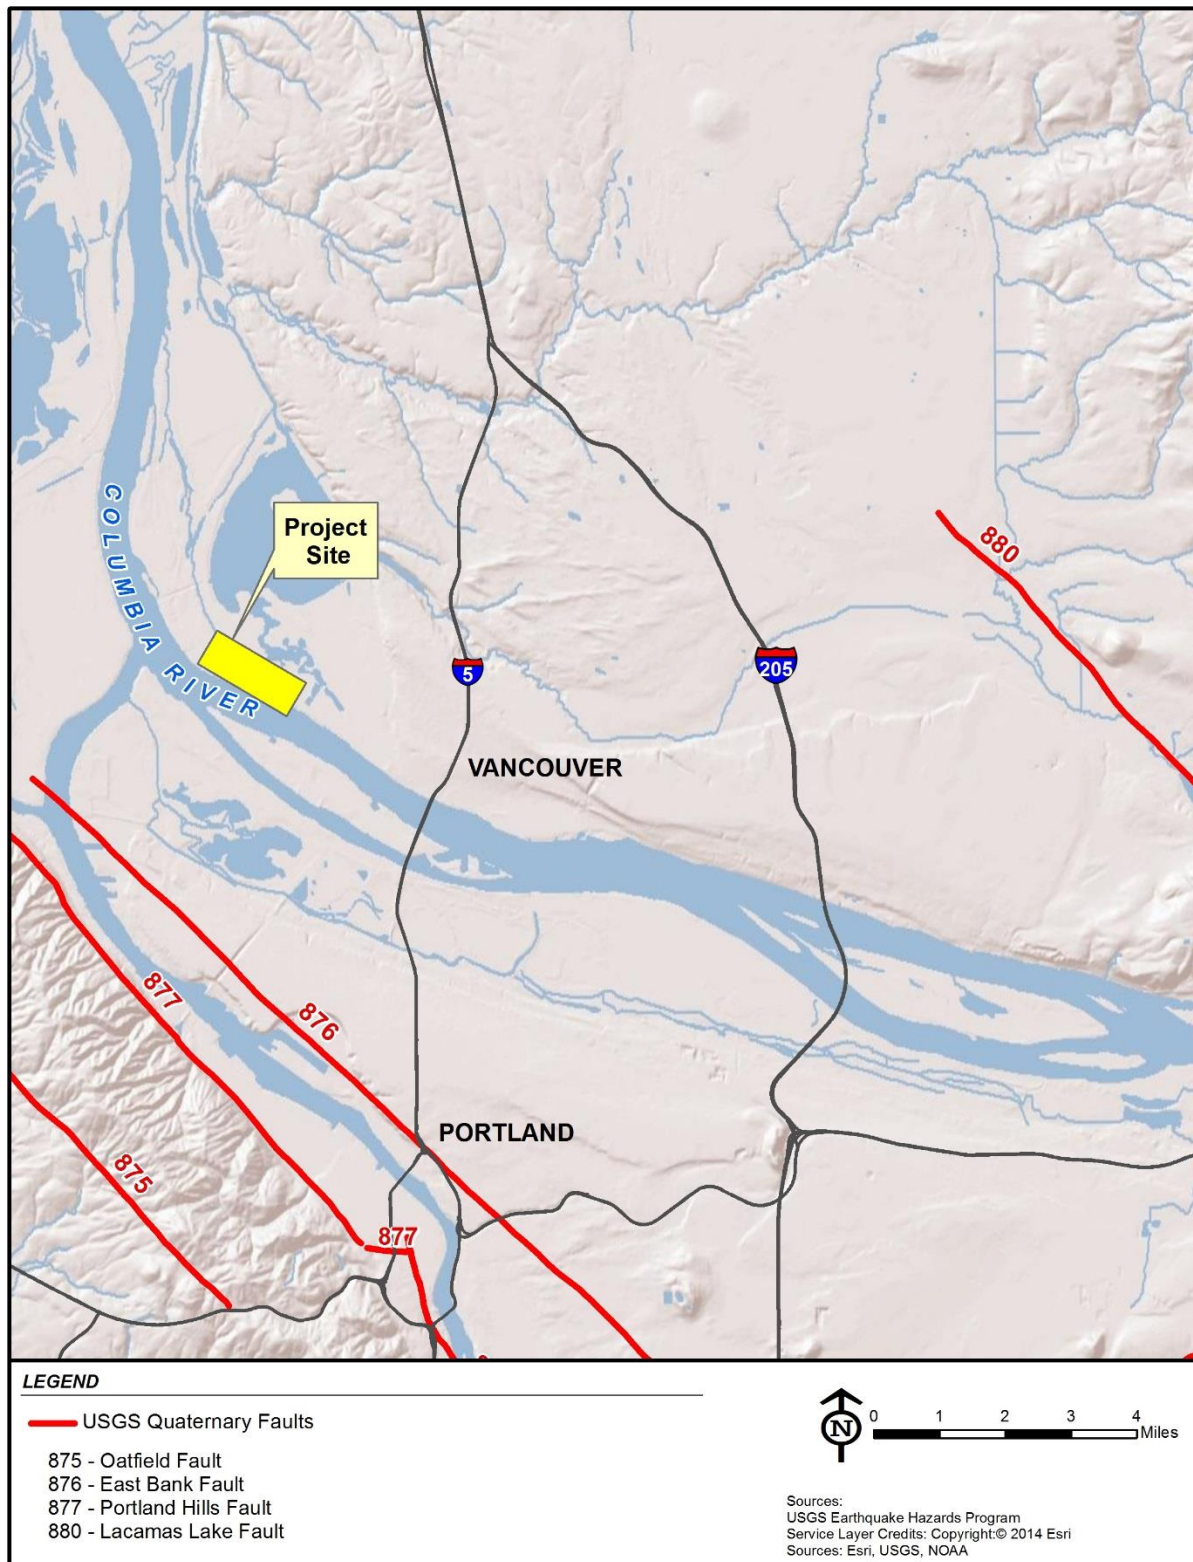 Project
Site
COLUMBIA RIVER
880
5
205
VANCOUVER
877
876
PORTLAND
875
877
LEGEND
USGS Quaternary Faults
875 - Oatfield Fault
876 - East Bank Fault
877 - Portland Hills Fault
880 - Lacamas Lake Fault
N
0 1 2 3 4
Miles
Sources:
USGS Earthquake Hazards Program
Service Layer Credits: Copyright:© 2014 Esri
Sources: Esri, USGS, NOAA